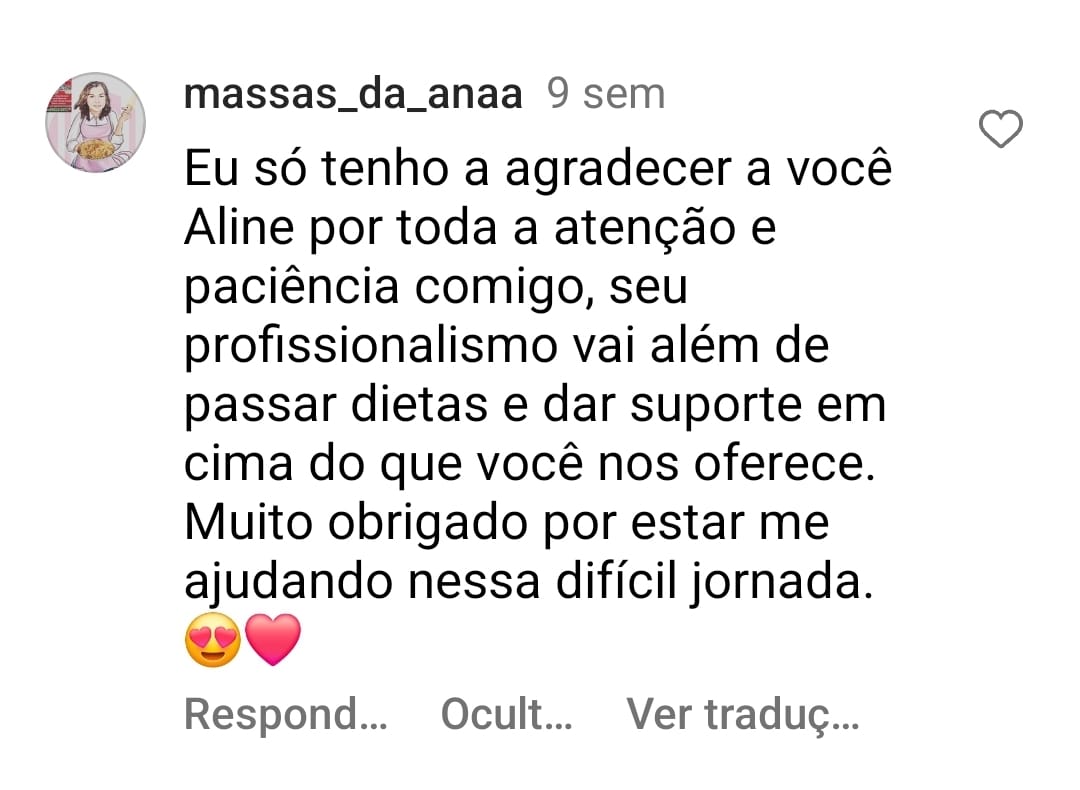 massas_da_anaa 9 sem
Eu só tenho a agradecer a você
Aline por toda a atenção e
paciência comigo, seu
profissionalismo vai além de
passar dietas e dar suporte em
cima do que você nos oferece.
Muito obrigado por estar me
ajudando nessa difícil jornada.
😍❤️
Respond... Ocult... Ver traduç...